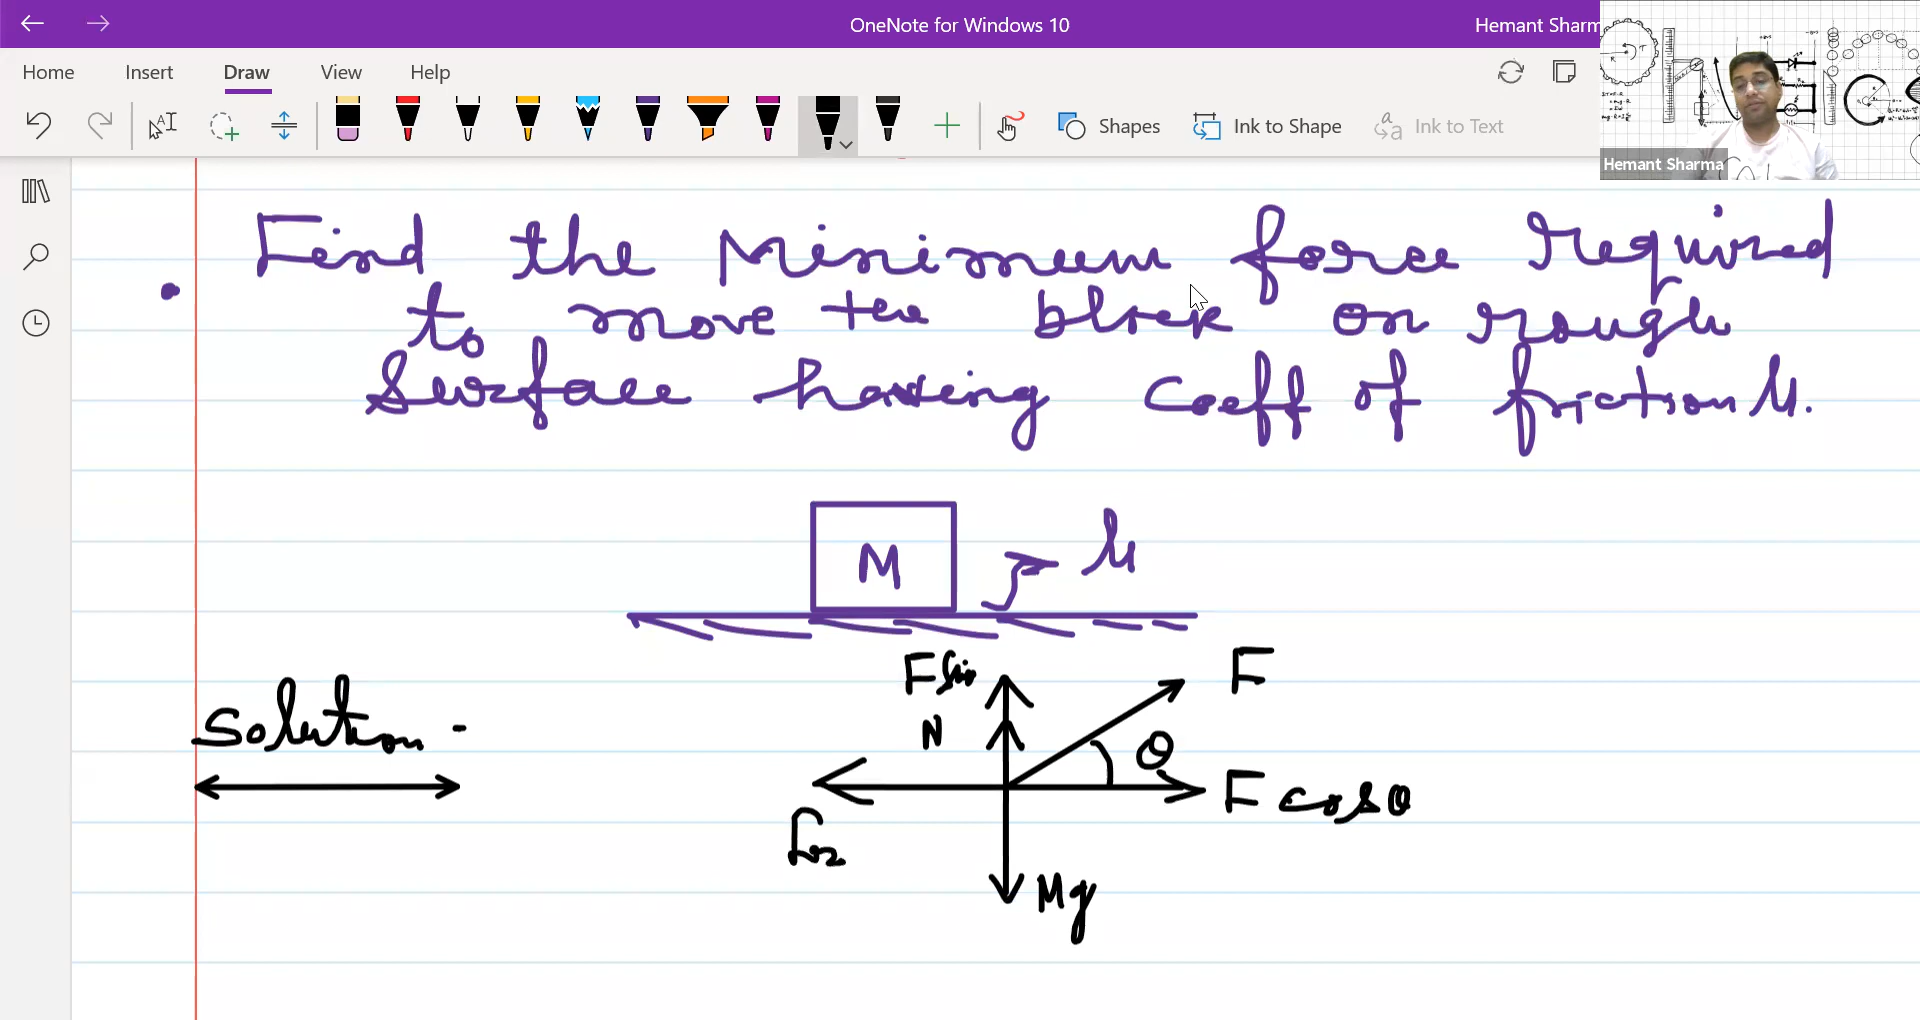 OneNote for Windows 10
Hemant Sharm
Home Insert Draw View Help
Shapes Ink to Shape Ink to Text
Hemant Sharma
Find the Minimum force required
to move the block on rough
Surface having coeff of friction μ.
M
μ
Solution -
F sin
F
N
θ
F cosθ
fr
Mg